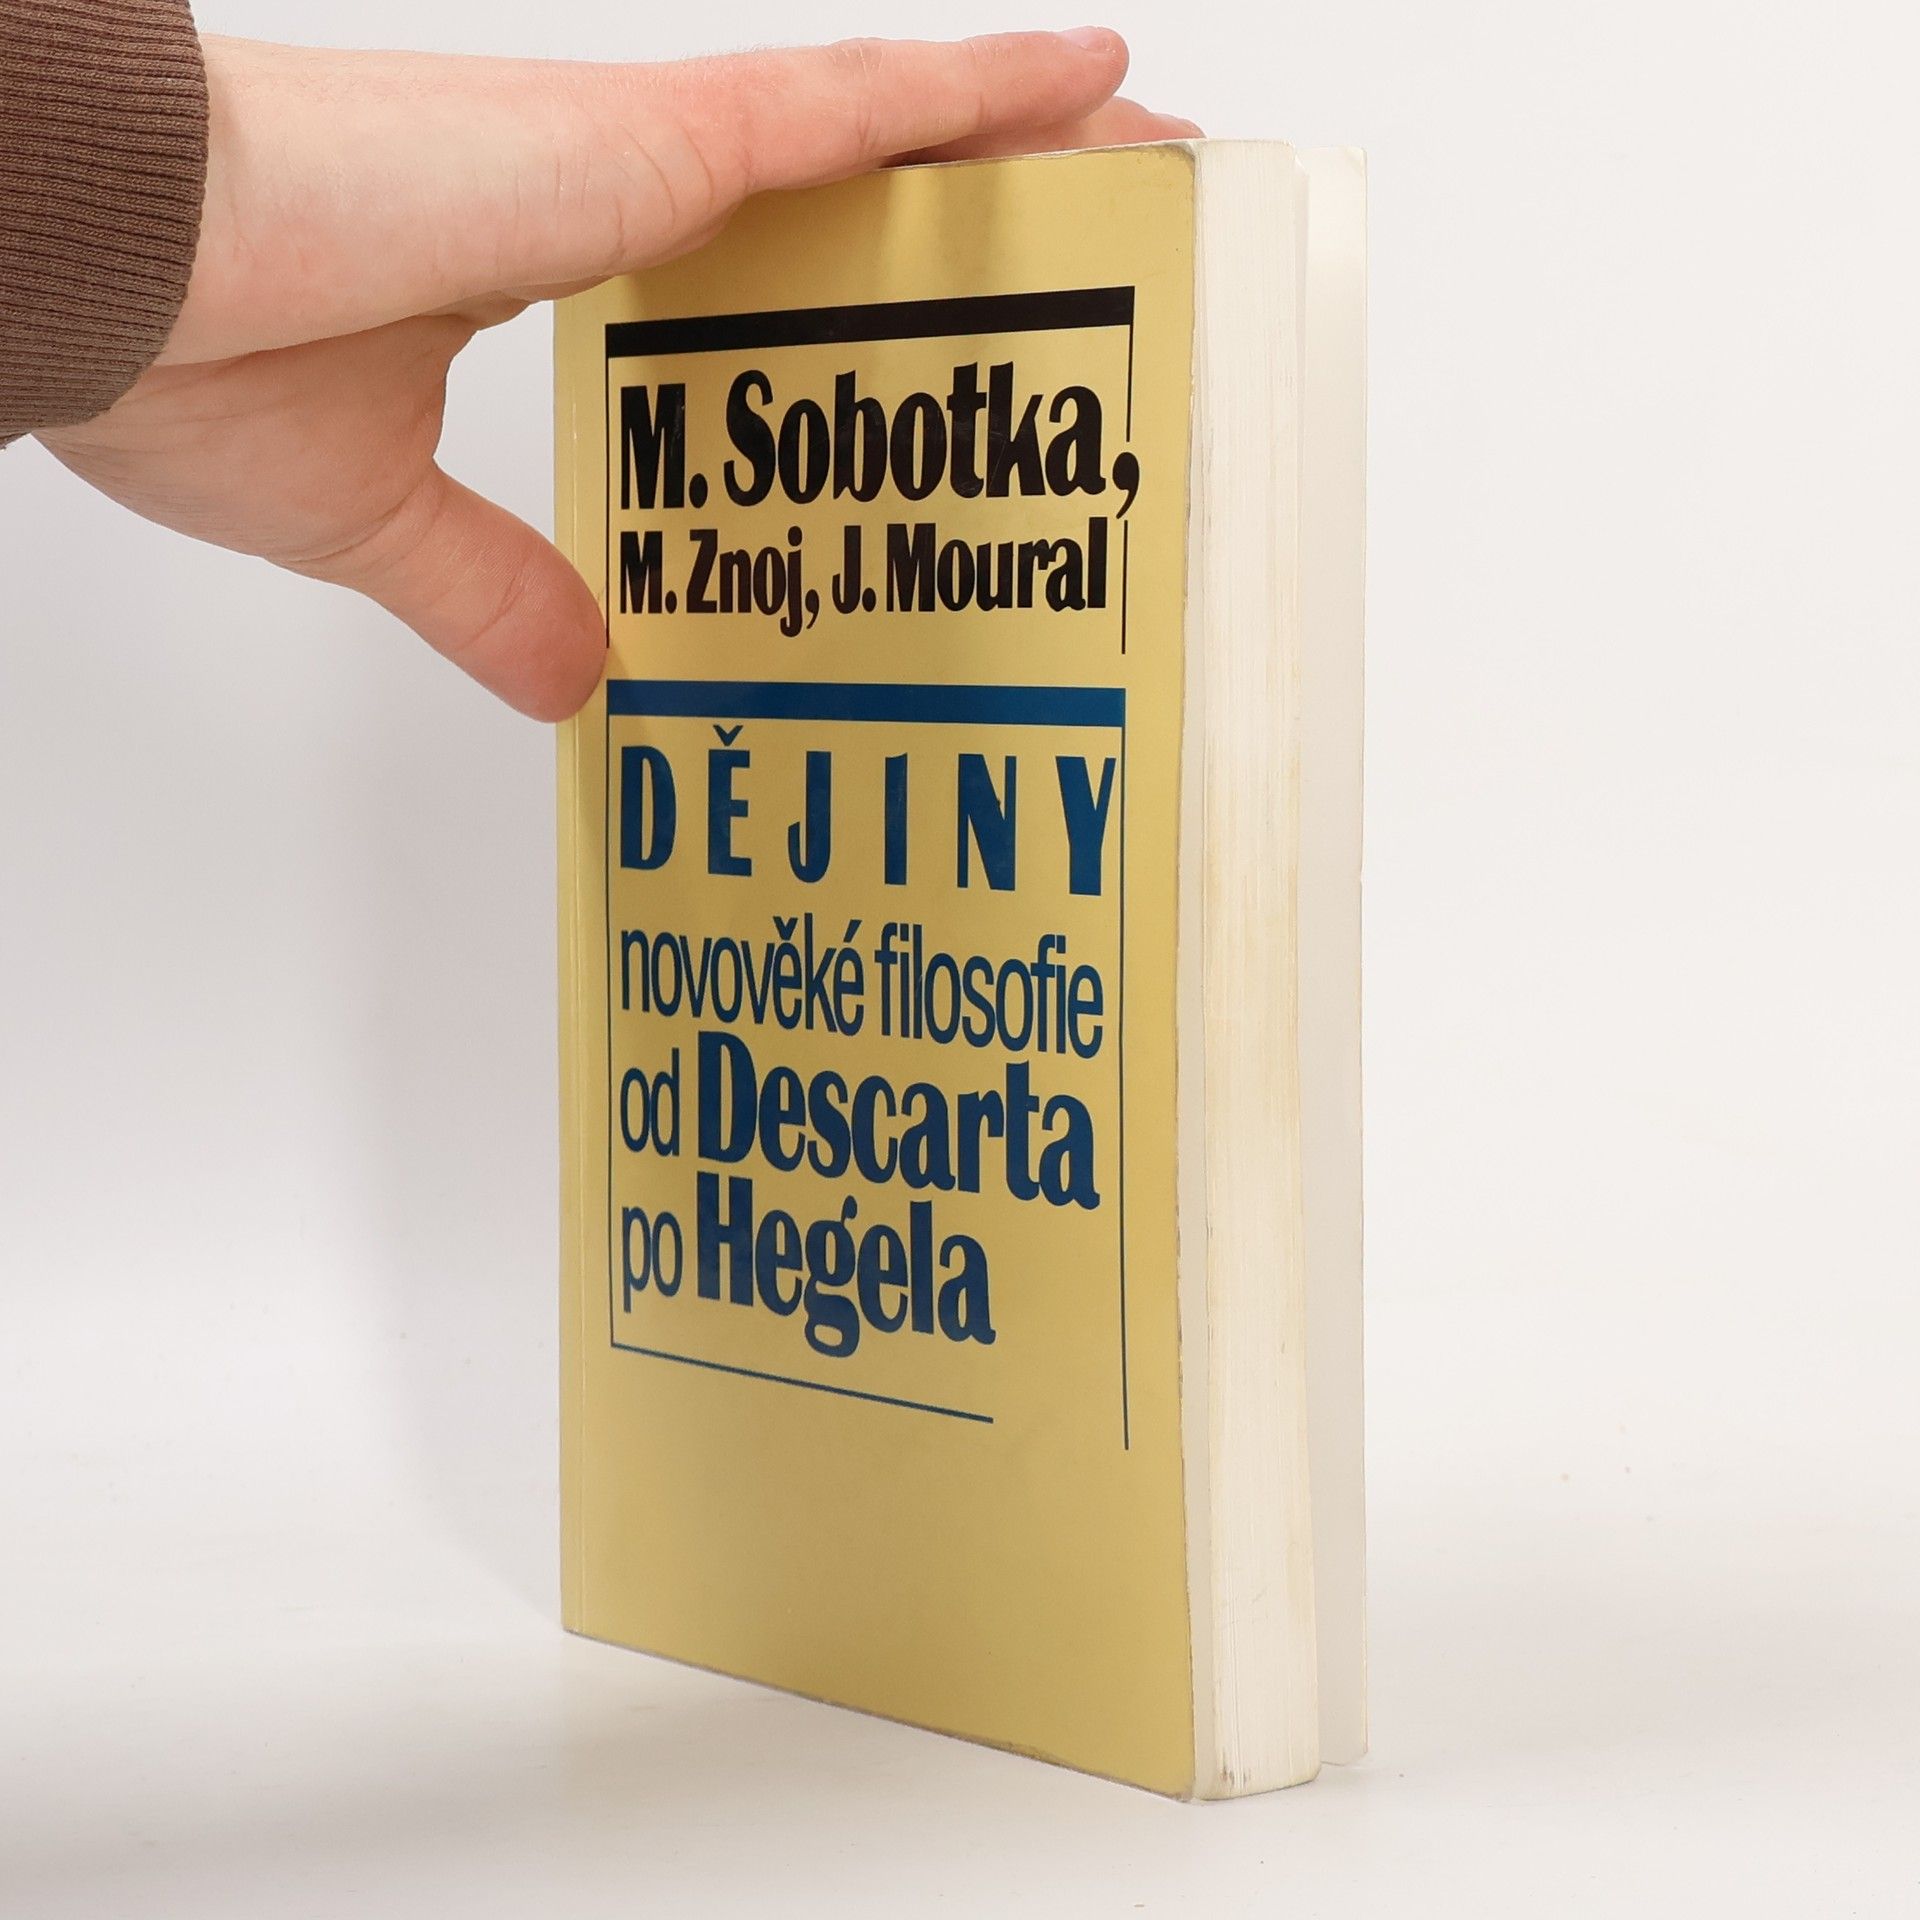 M. Sobotka,
M. Znoj, J. Moural
DĚJINY
novověké filosofie
od Descarta
po Hegela